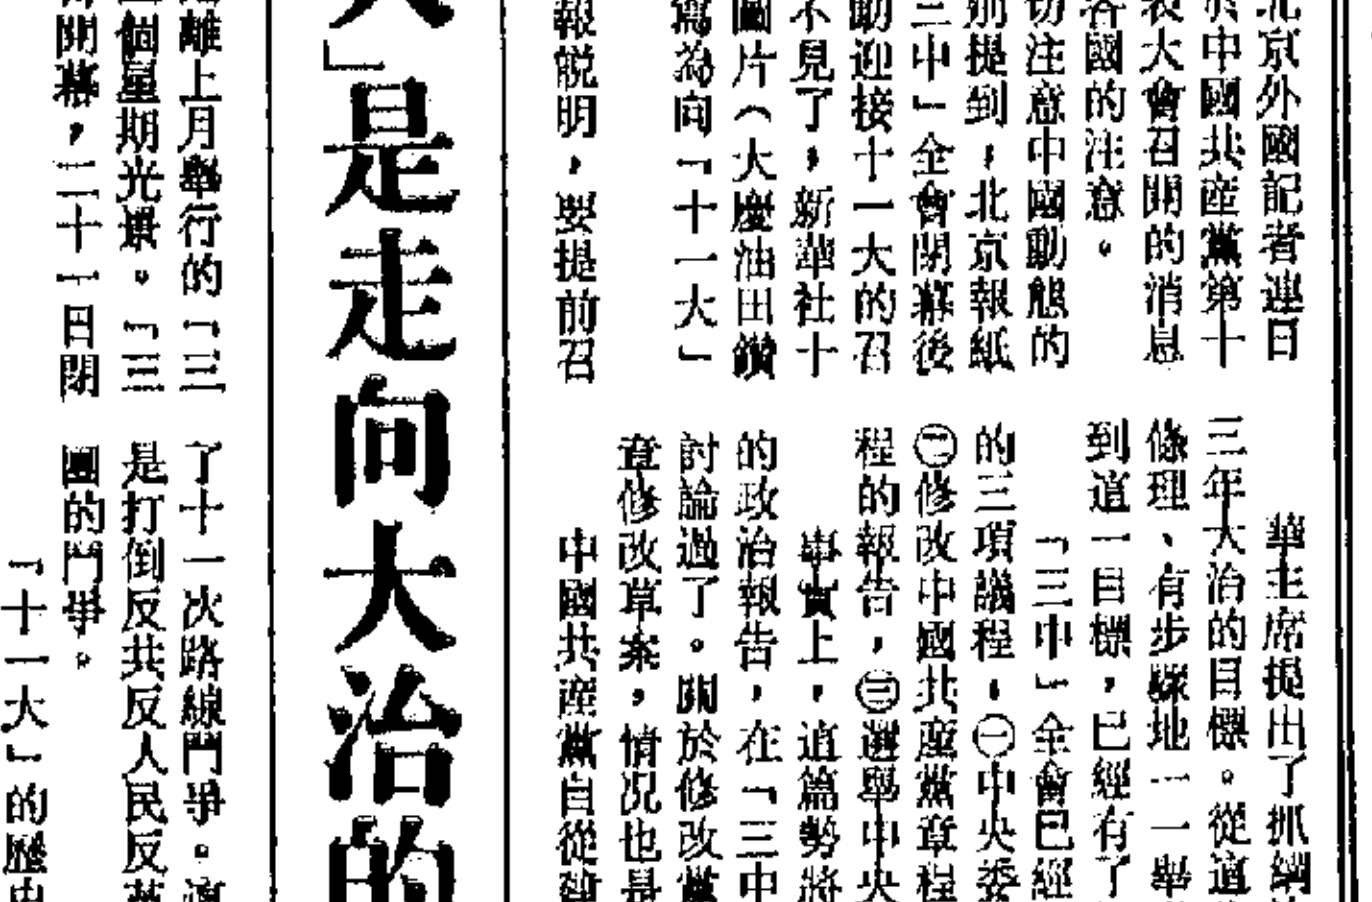 北京外國記者連日
於中國共産黨第十
表大會召開的消息
各國的注意。
切注意中國動態的
別提到，北京報紙
三中」全會閉幕後
動迎接十一大的召
不見了，新華社十
圖片（大慶油田鑽
寫為向「十一大」
報説明，要提前召
華主席提出了抓綱
三年大治的目標。從這
條理、有步驟地一一舉
到這一目標，已經有了
「三中」全會已經
的三項議程，㊀中央委
㊁修改中國共産黨章程
程的報告，㊂選舉中央
事實上，這篇勢將
的政治報告，在「三中
討論過了。關於修改黨
章修改草案，情況也是
中國共産黨自從
大」是走向大治的
離上月舉行的「三
個星期光景。「三
開幕，二十一日閉
了十一次路線鬥爭。這
是打倒反共反人民反革
團的鬥爭。
「十一大」的歷史